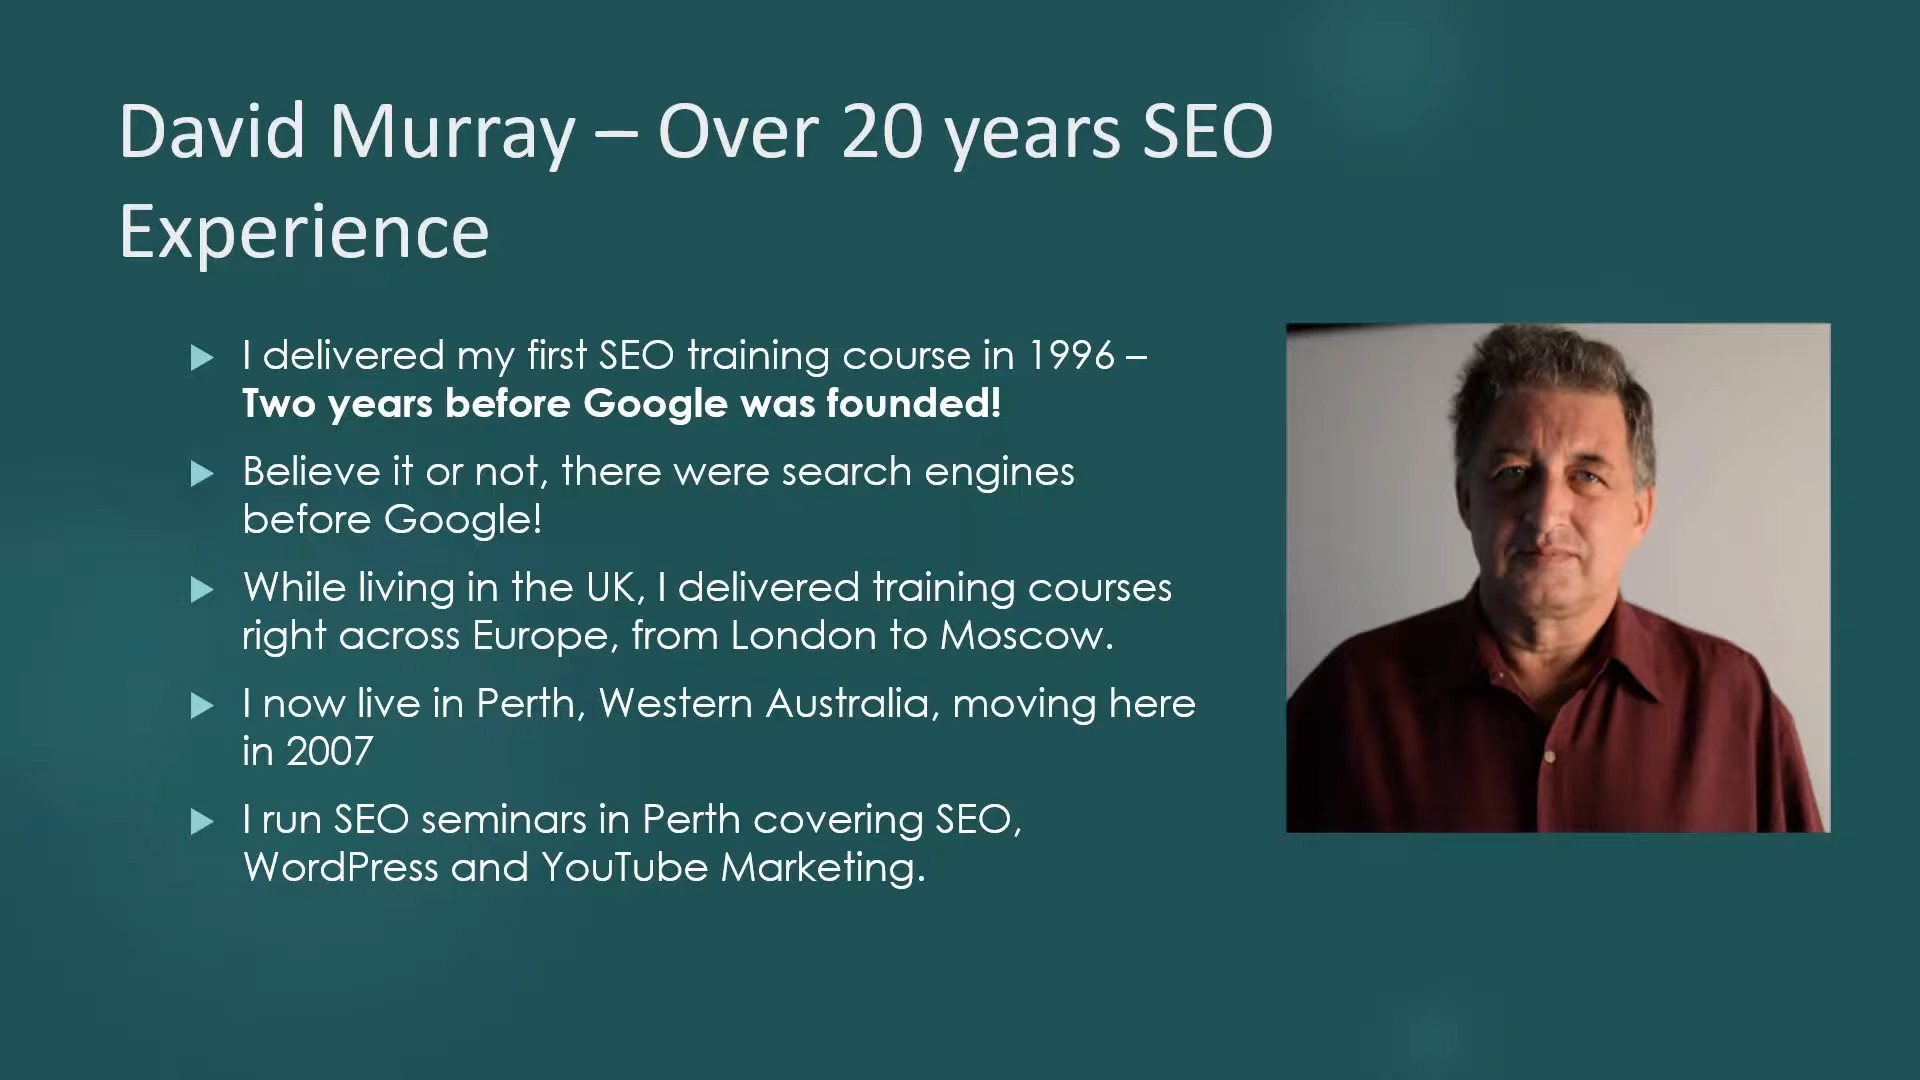 David Murray – Over 20 years SEO
Experience
I delivered my first SEO training course in 1996 –
Two years before Google was founded!
Believe it or not, there were search engines
before Google!
While living in the UK, I delivered training courses
right across Europe, from London to Moscow.
I now live in Perth, Western Australia, moving here
in 2007
I run SEO seminars in Perth covering SEO,
WordPress and YouTube Marketing.